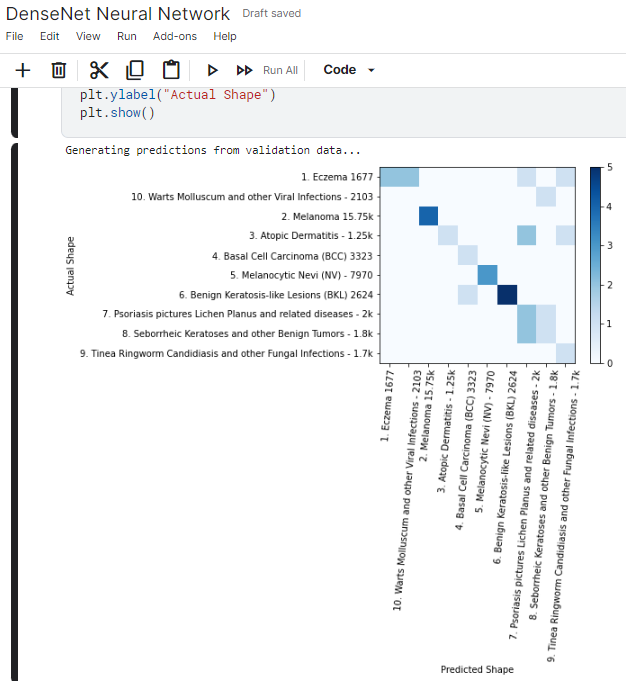 DenseNet Neural Network Draft saved
File Edit View Run Add-ons Help
Run All Code
plt.ylabel("Actual Shape")
plt.show()
Generating predictions from validation data...
Actual Shape
1. Eczema 1677
10. Warts Molluscum and other Viral Infections - 2103
2. Melanoma 15.75k
3. Atopic Dermatitis - 1.25k
4. Basal Cell Carcinoma (BCC) 3323
5. Melanocytic Nevi (NV) - 7970
6. Benign Keratosis-like Lesions (BKL) 2624
7. Psoriasis pictures Lichen Planus and related diseases - 2k
8. Seborrheic Keratoses and other Benign Tumors - 1.8k
9. Tinea Ringworm Candidiasis and other Fungal Infections - 1.7k
5
4
3
2
1
0
1. Eczema 1677
10. Warts Molluscum and other Viral Infections - 2103
2. Melanoma 15.75k
3. Atopic Dermatitis - 1.25k
4. Basal Cell Carcinoma (BCC) 3323
5. Melanocytic Nevi (NV) - 7970
6. Benign Keratosis-like Lesions (BKL) 2624
7. Psoriasis pictures Lichen Planus and related diseases - 2k
8. Seborrheic Keratoses and other Benign Tumors - 1.8k
9. Tinea Ringworm Candidiasis and other Fungal Infections - 1.7k
Predicted Shape